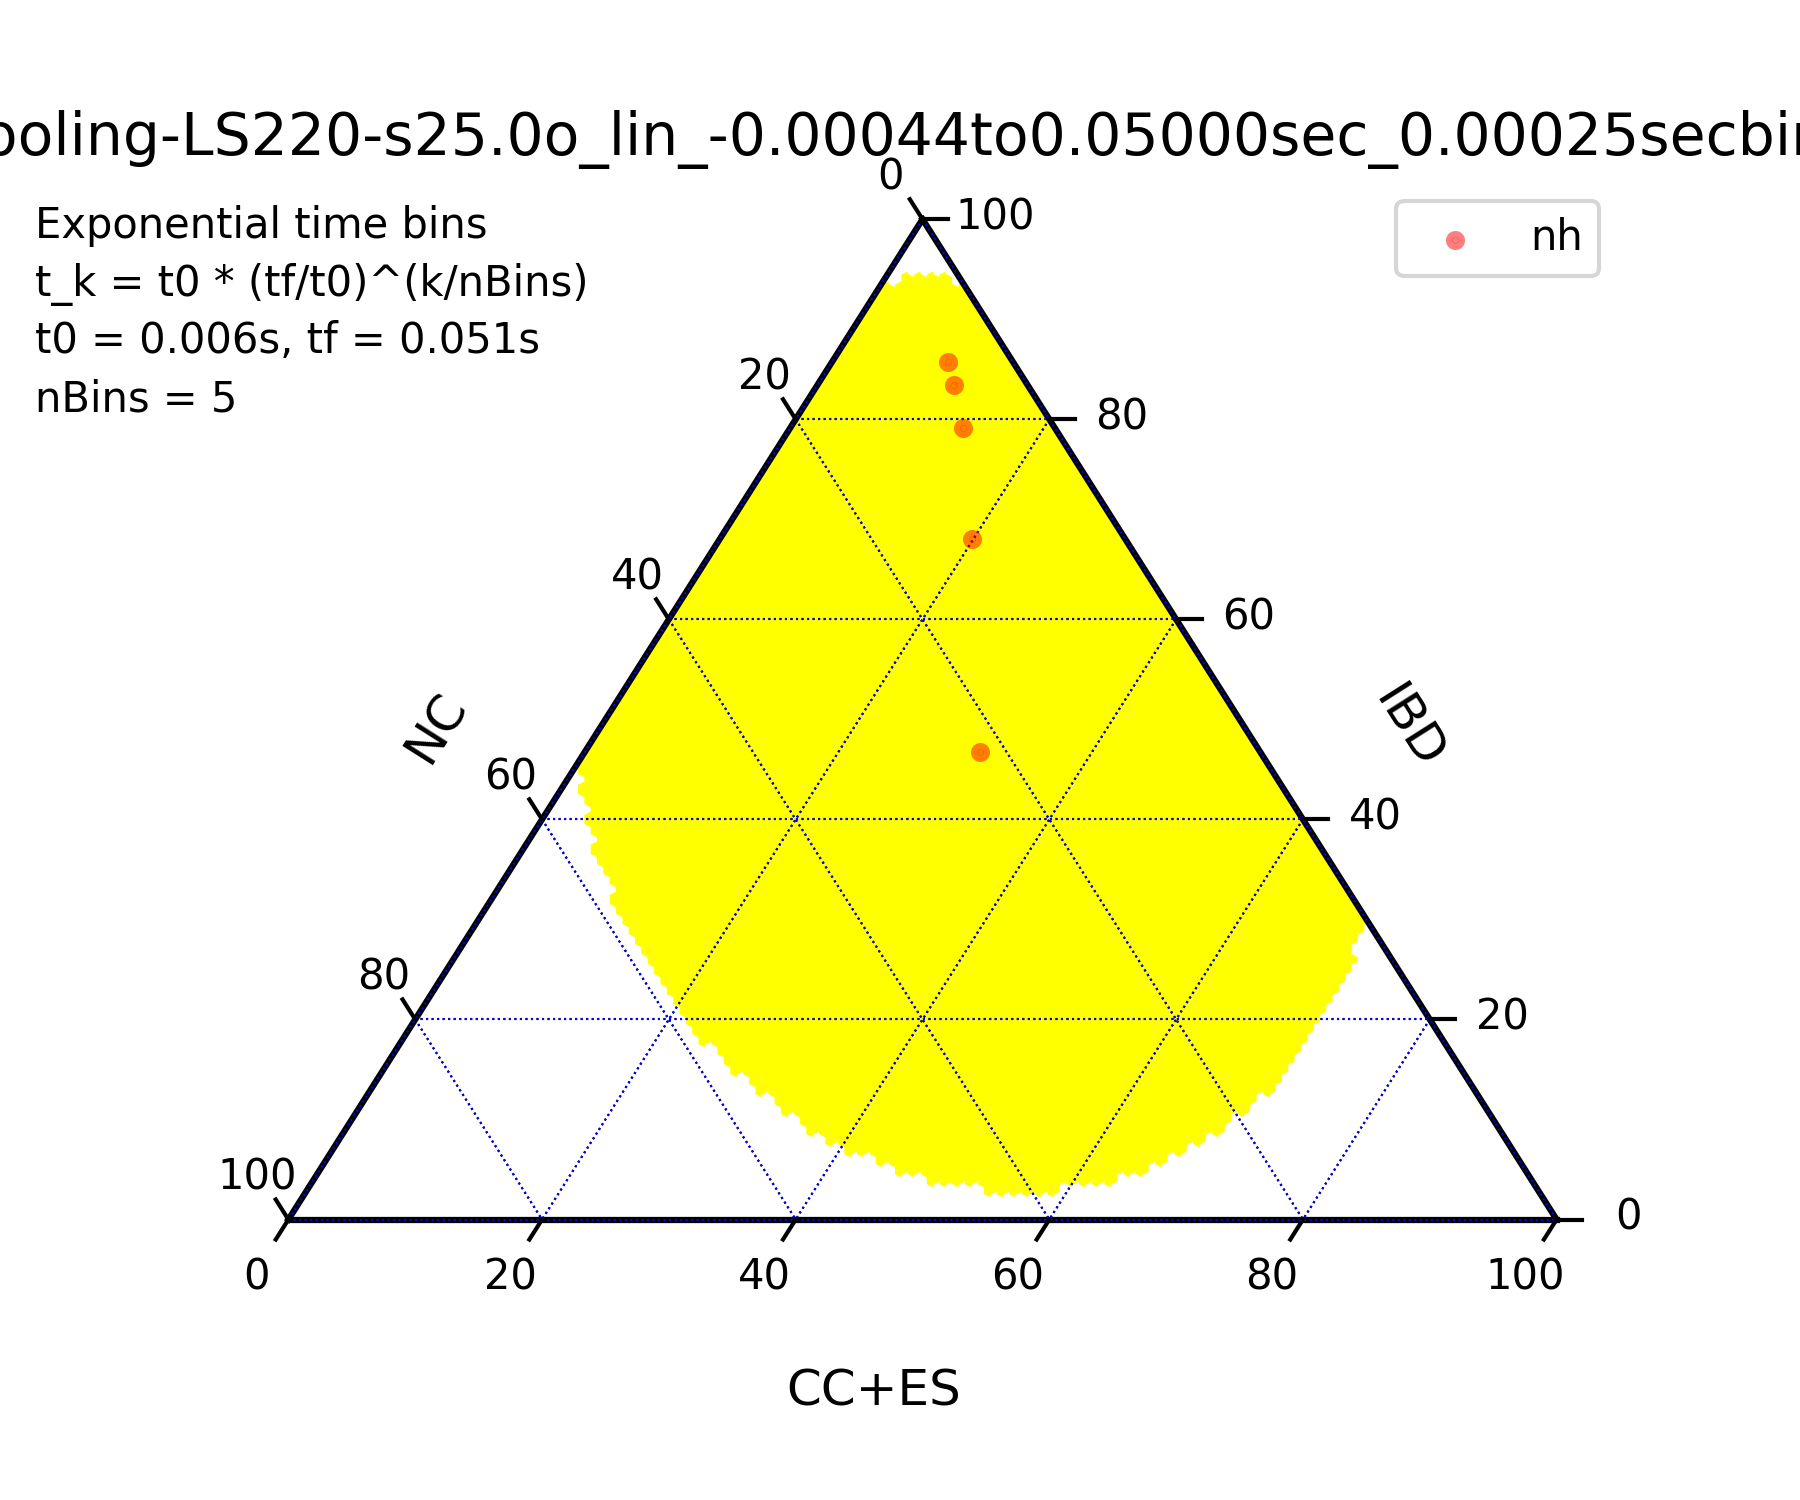 ooling-LS220-s25.0o_lin_-0.00044to0.05000sec_0.00025secbin
Exponential time bins
t_k = t0 * (tf/t0)^(k/nBins)
t0 = 0.006s, tf = 0.051s
nBins = 5
nh
0
100
20
80
40
60
NC
IBD
60
40
80
20
100
0
0
20
40
60
80
100
CC+ES